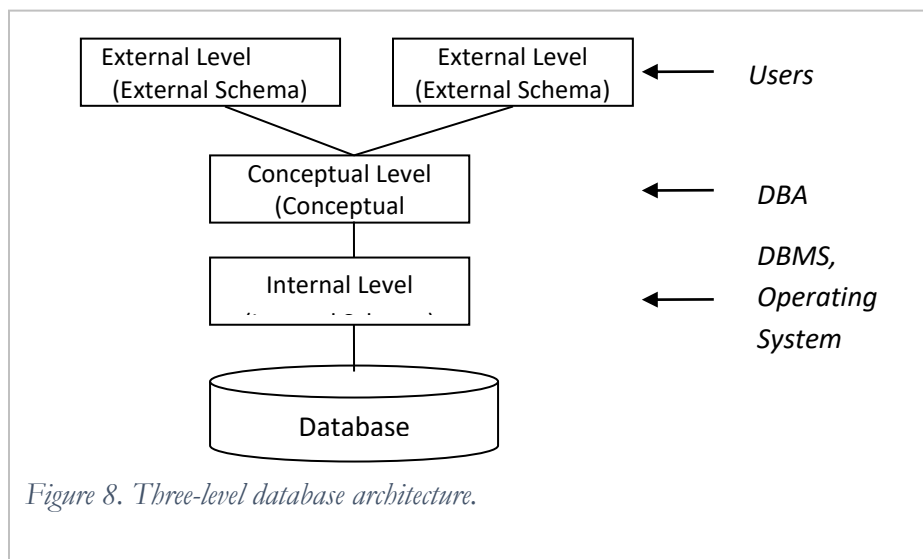 External Level
(External Schema)
External Level
(External Schema)
Users
Conceptual Level
(Conceptual
DBA
Internal Level
DBMS,
Operating
System
Database
Figure 8. Three-level database architecture.